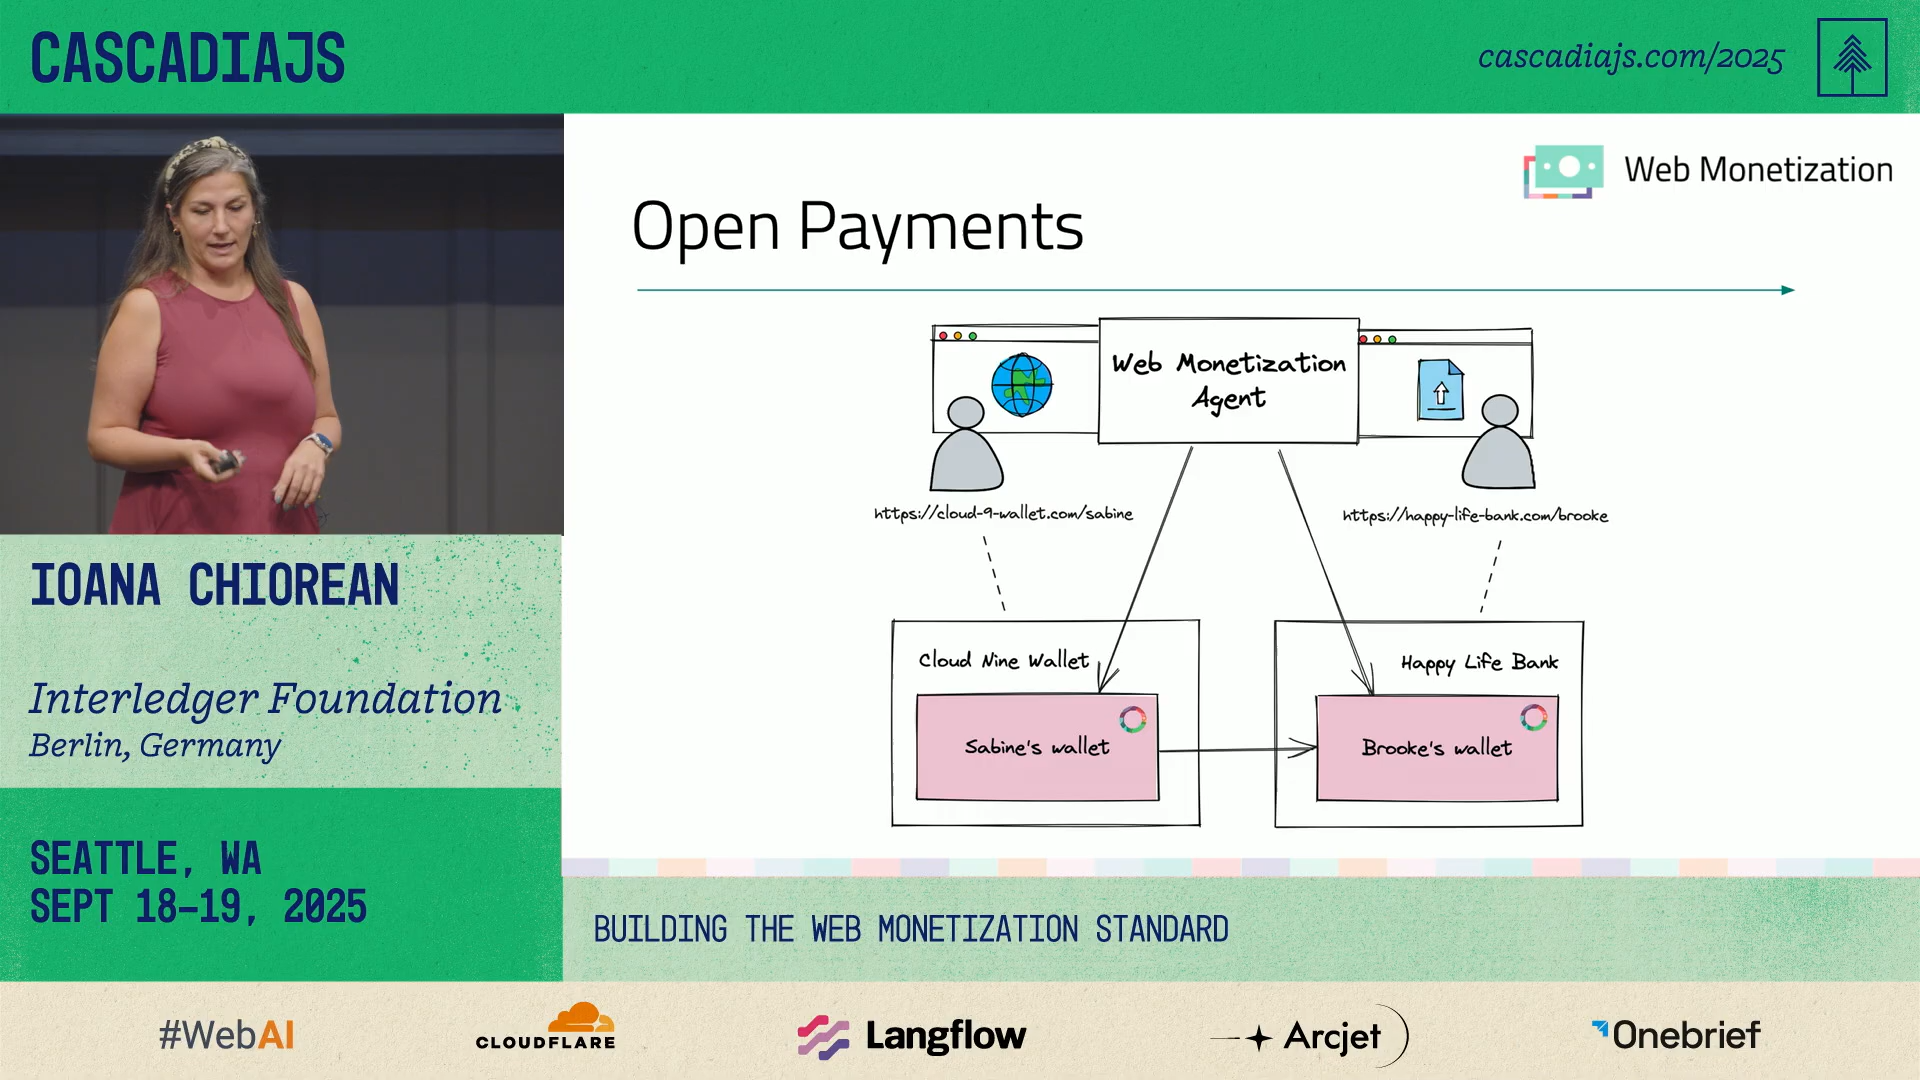 CASCADIAJS
cascadiajs.com/2025
Web Monetization
Open Payments
Web Monetization
Agent
https://cloud-9-wallet.com/sabine
https://happy-life-bank.com/brooke
Cloud Nine Wallet
Happy Life Bank
Sabine's wallet
Brooke's wallet
IOANA CHIOREAN
Interledger Foundation
Berlin, Germany
SEATTLE, WA
SEPT 18-19, 2025
BUILDING THE WEB MONETIZATION STANDARD
#WebAI
CLOUDFLARE
Langflow
Arcjet
Onebrief